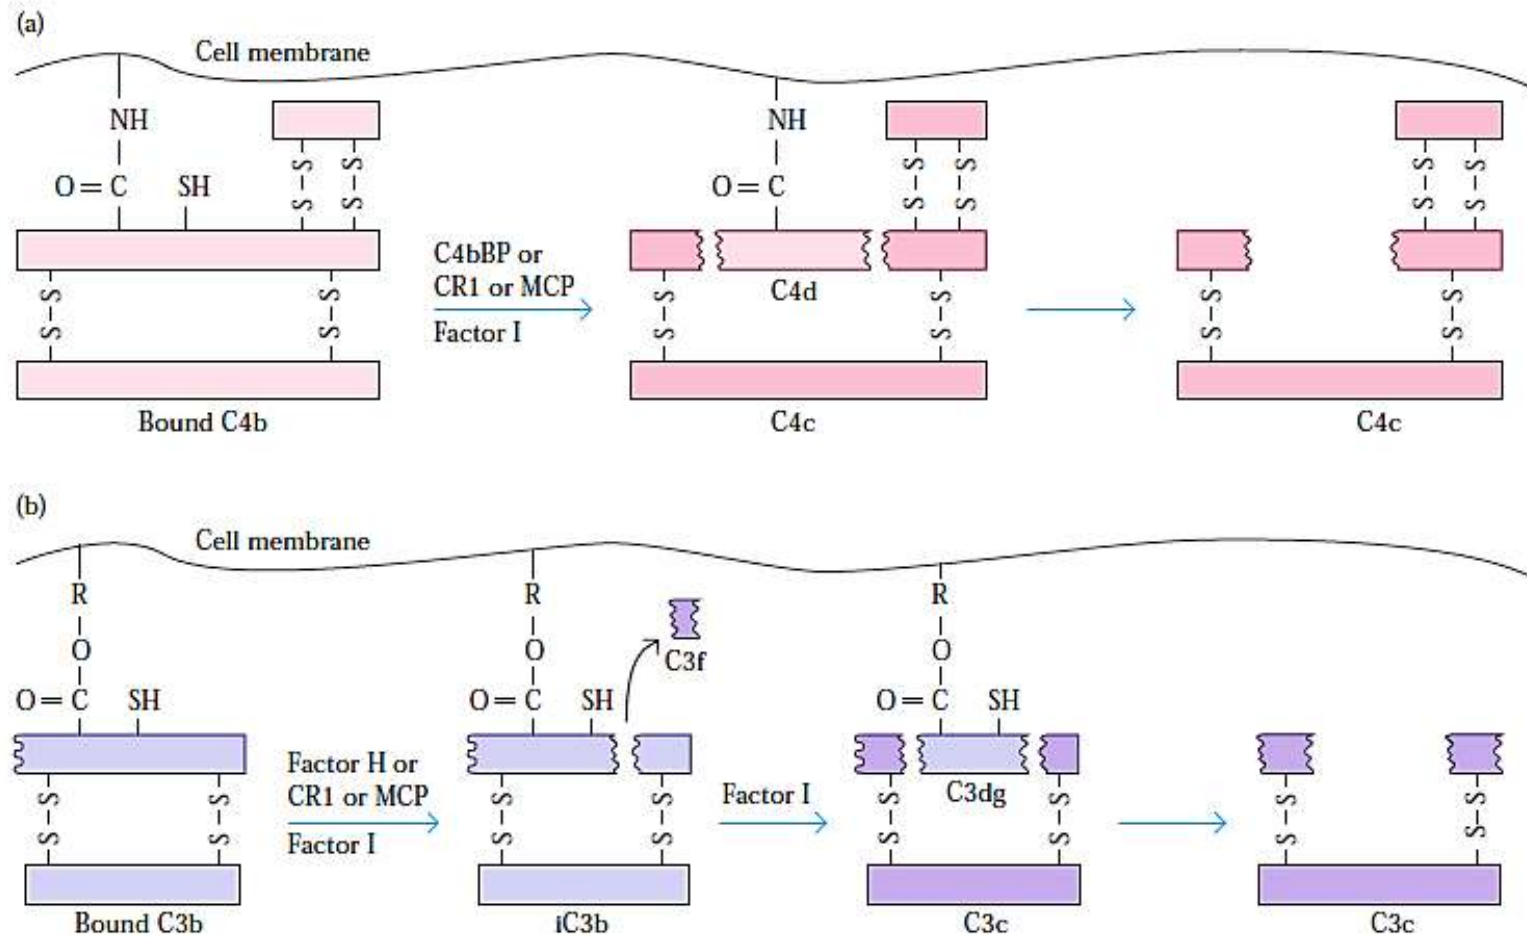 (a)
Cell membrane
NH
O=C
SH
S
S
S
S
S
S
S
S
Bound C4b
C4bBP or
CR1 or MCP
Factor I
NH
O=C
S
S
S
S
C4d
S
S
S
S
C4c
S
S
S
S
S
S
S
S
C4c
(b)
Cell membrane
R
O
O=C
SH
S
S
S
S
Bound C3b
Factor H or
CR1 or MCP
Factor I
R
O
O=C
SH
C3f
S
S
S
S
iC3b
Factor I
R
O
O=C
SH
C3dg
S
S
S
S
C3c
S
S
S
S
C3c